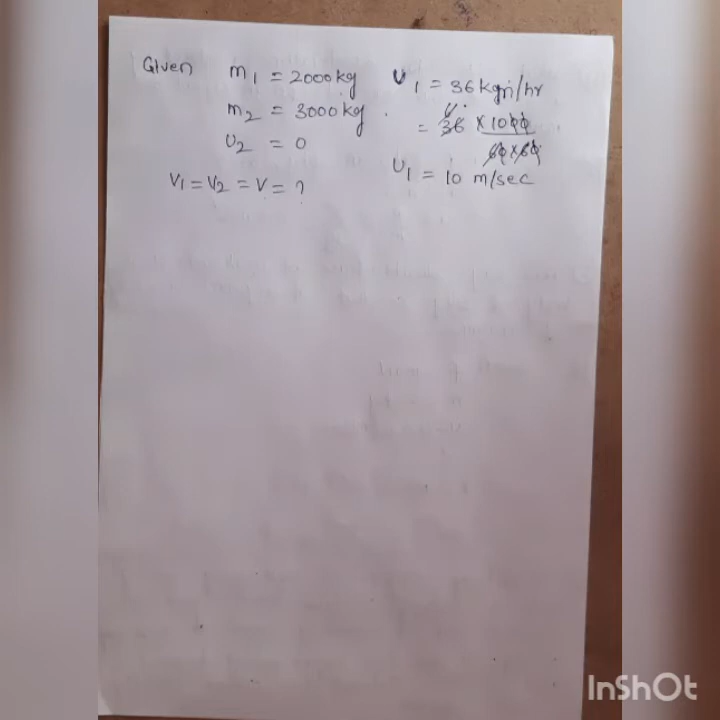 Given m1 = 2000 kg U1 = 36 km/hr
m2 = 3000 kg = 36 × 1000
U2 = 0 60×60
V1 = V2 = V = ? U1 = 10 m/sec
InShOt